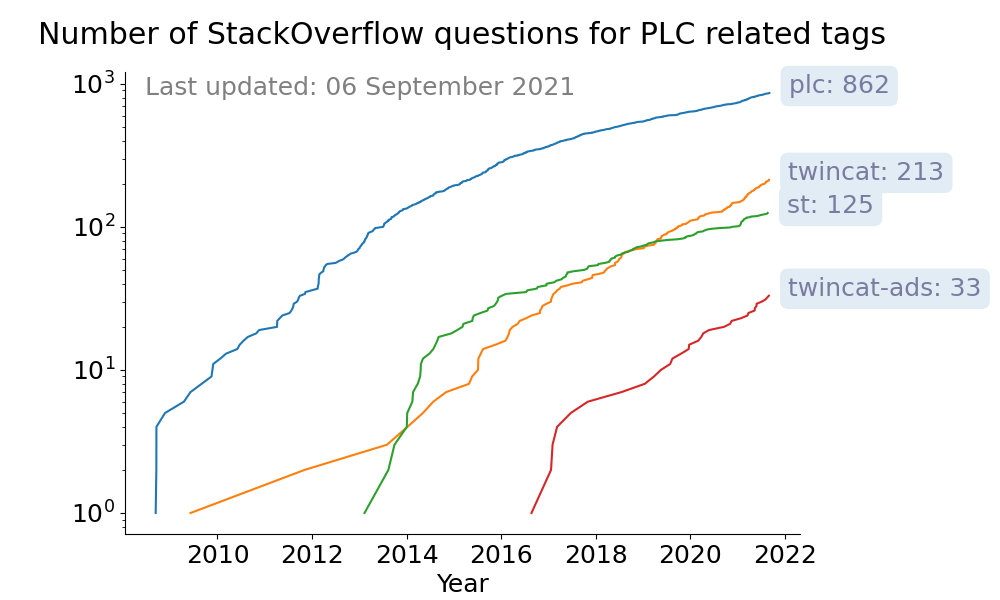 Number of StackOverflow questions for PLC related tags
Last updated: 06 September 2021
10³
10²
10¹
10⁰
plc: 862
twincat: 213
st: 125
twincat-ads: 33
2010 2012 2014 2016 2018 2020 2022
Year